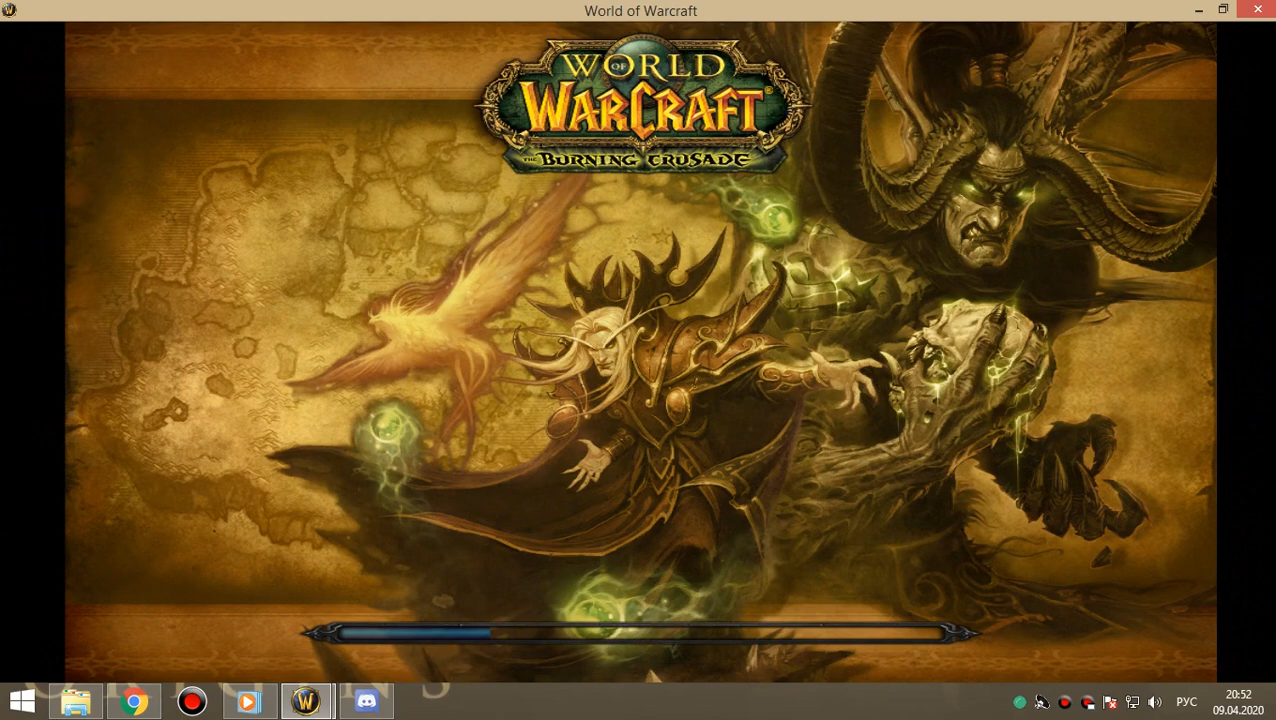 World of Warcraft
WORLD
OF
WARCRAFT®
THE BURNING CRUSADE
РУС
20:52
09.04.2020